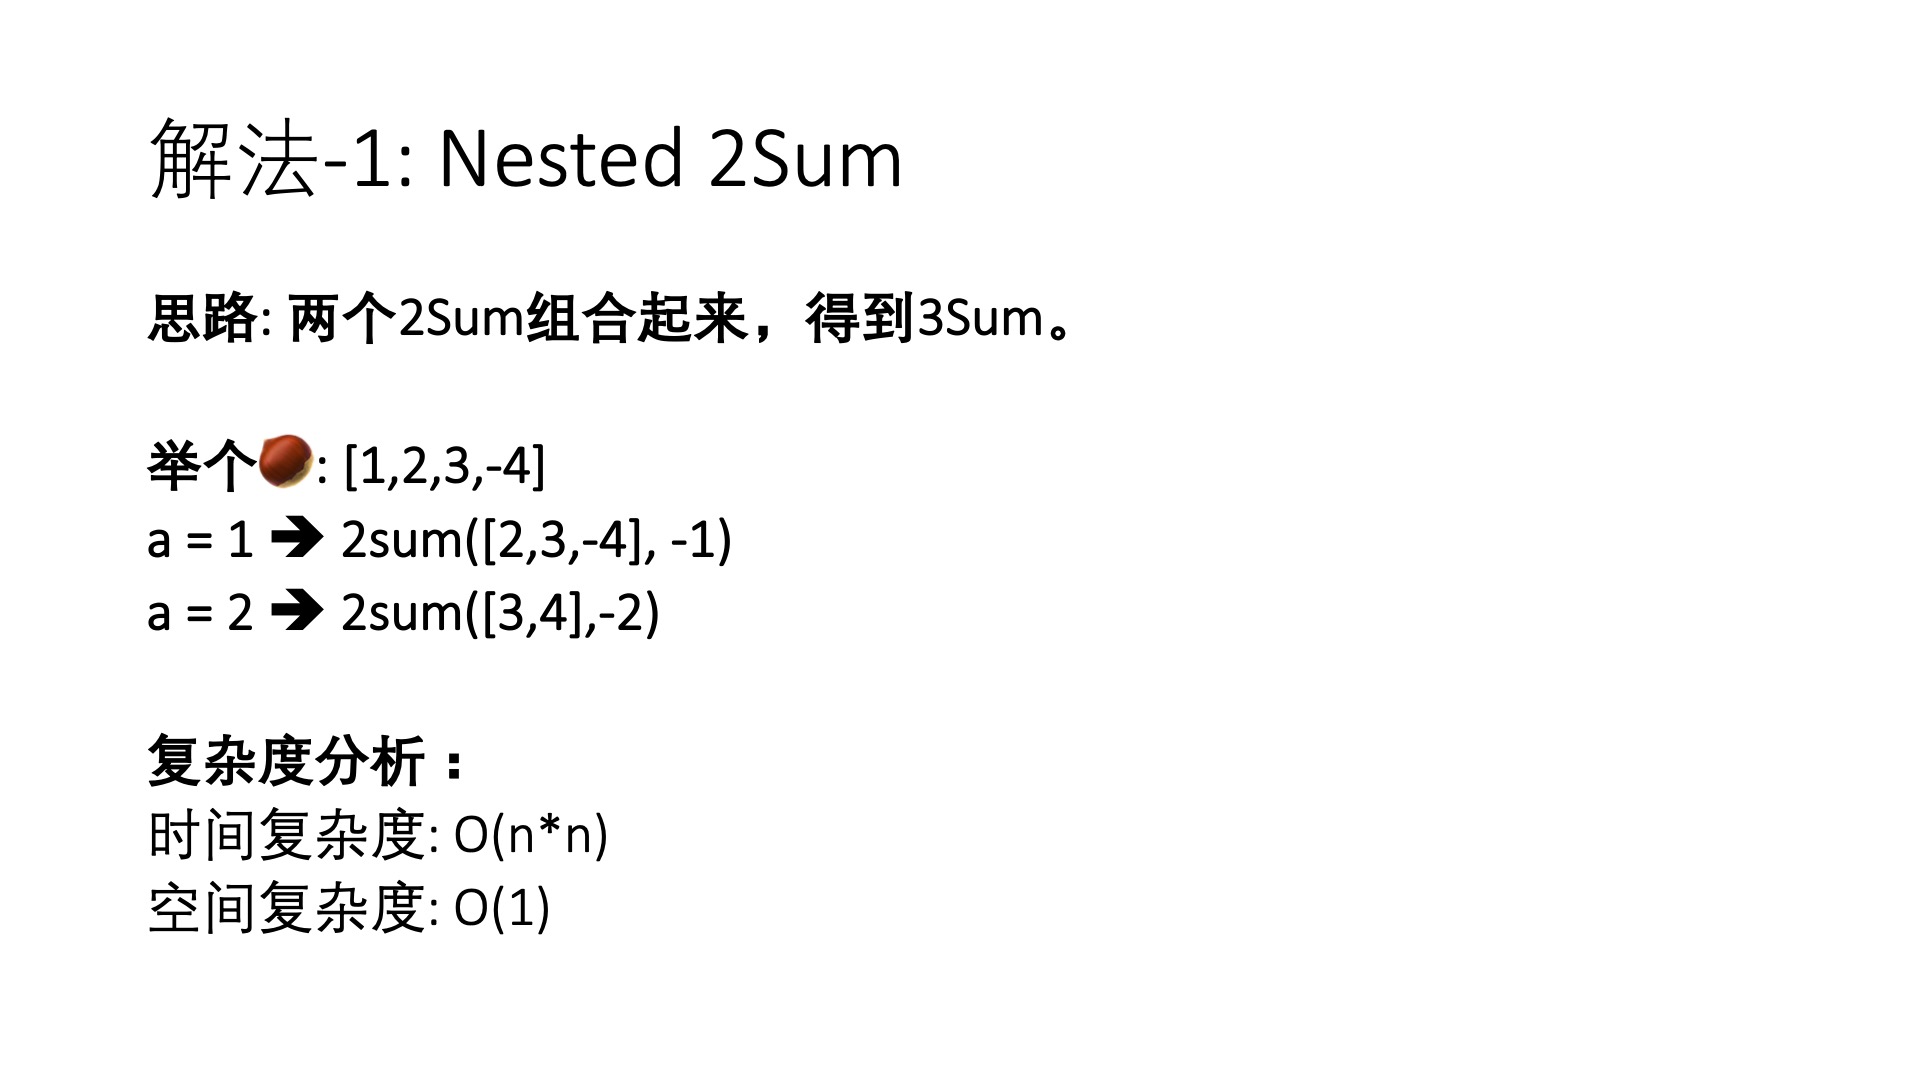 解法-1: Nested 2Sum
思路: 两个2Sum组合起来，得到3Sum。
举个🌰: [1,2,3,-4]
a = 1 ➔ 2sum([2,3,-4], -1)
a = 2 ➔ 2sum([3,4],-2)
复杂度分析：
时间复杂度: O(n*n)
空间复杂度: O(1)